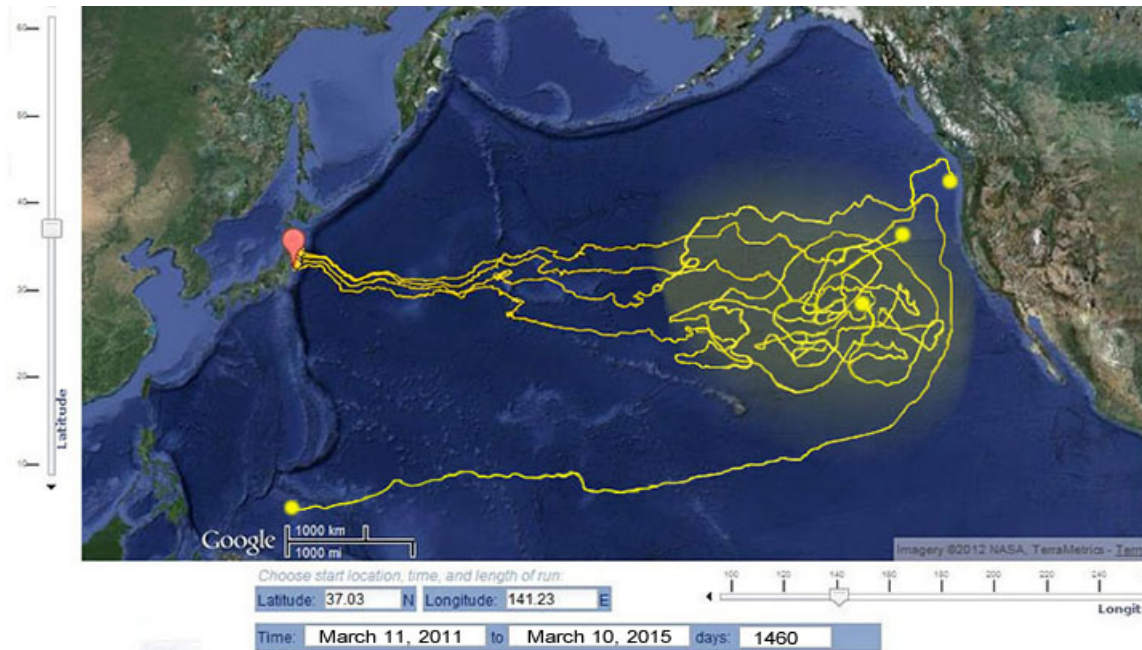 60
50
40
30
20
10
Latitude
Google
1000 km
1000 mi
Imagery ©2012 NASA, TerraMetrics -
Choose start location, time, and length of run:
Latitude: 37.03 N Longitude: 141.23 E
100 120 140 160 180 200 220 240
Time: March 11, 2011 to March 10, 2015 days: 1460